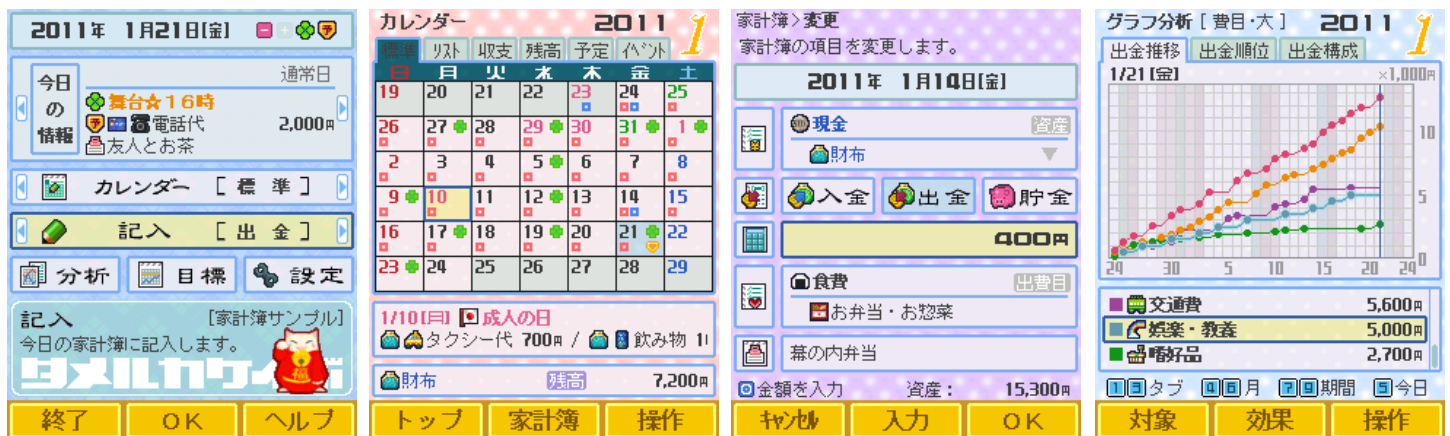 2011年 1月21日[金]
今日
の
情報
通常日
舞台☆16時
電話代 2,000円
友人とお茶
カレンダー [標準]
記入 [出金]
分析 目標 設定
記入 [家計簿サンプル]
今日の家計簿に記入します。
タメルカウェポ
終了 OK ヘルプ
カレンダー 2011 1
標準 リスト 収支 残高 予定 イベント
日 月 火 水 木 金 土
19 20 21 22 23 24 25
26 27 28 29 30 31 1
2 3 4 5 6 7 8
9 10 11 12 13 14 15
16 17 18 19 20 21 22
23 24 25 26 27 28 29
1/10[月] 成人の日
タクシー代 700円 / 飲み物 1
財布 残高 7,200円
トップ 家計簿 操作
家計簿>変更
家計簿の項目を変更します。
2011年 1月14日[金]
現金 資産
財布
入金 出金 貯金
400円
食費 出費目
お弁当・お惣菜
幕の内弁当
金額を入力 資産: 15,300円
キャンセル 入力 OK
グラフ分析[費目・大] 2011 1
出金推移 出金順位 出金構成
1/21[金] ×1,000円
10
5
0
24 30 5 10 15 20 24
交通費 5,600円
娯楽・教養 5,000円
嗜好品 2,700円
1 3 タブ 4 6 月 7 9 期間 5 今日
対象 効果 操作